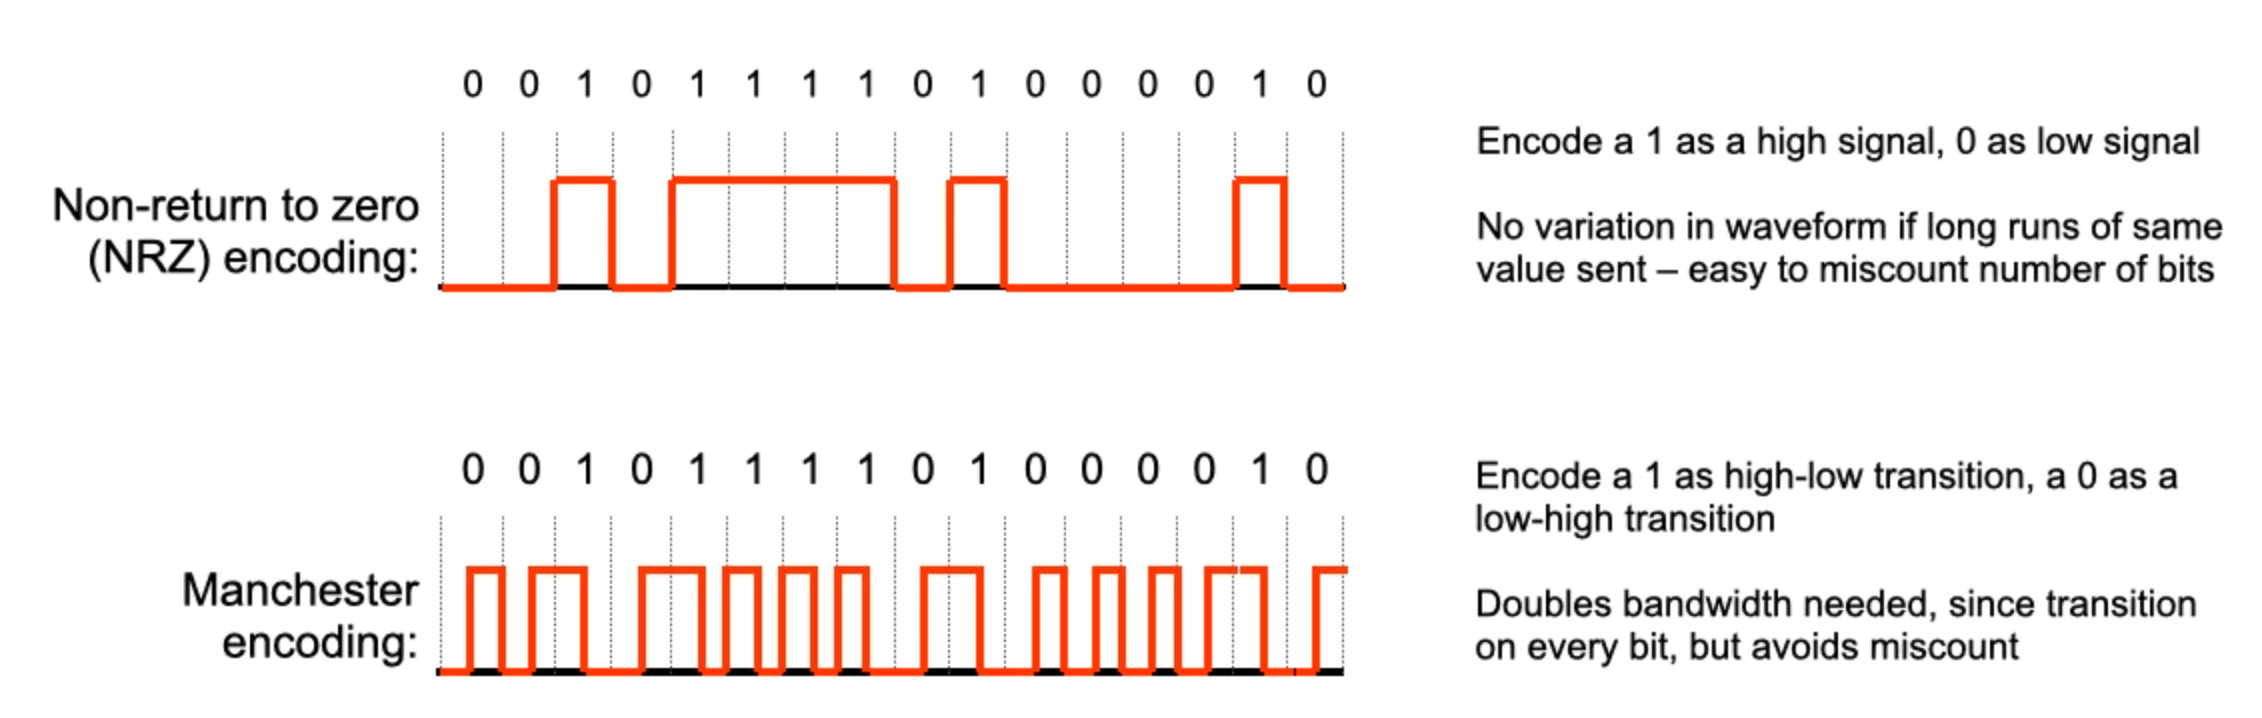 0 0 1 0 1 1 1 1 0 1 0 0 0 0 1 0
Non-return to zero
(NRZ) encoding:
Encode a 1 as a high signal, 0 as low signal
No variation in waveform if long runs of same
value sent – easy to miscount number of bits
0 0 1 0 1 1 1 1 0 1 0 0 0 0 1 0
Manchester
encoding:
Encode a 1 as high-low transition, a 0 as a
low-high transition
Doubles bandwidth needed, since transition
on every bit, but avoids miscount